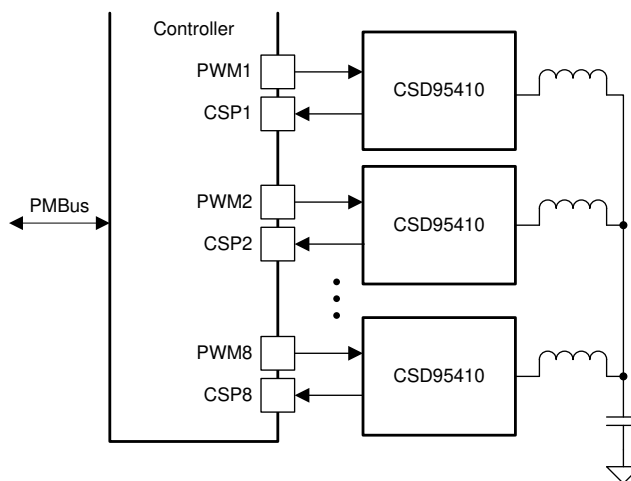 Controller
PWM1
CSP1
CSD95410
PMBus
PWM2
CSP2
CSD95410
PWM8
CSP8
CSD95410